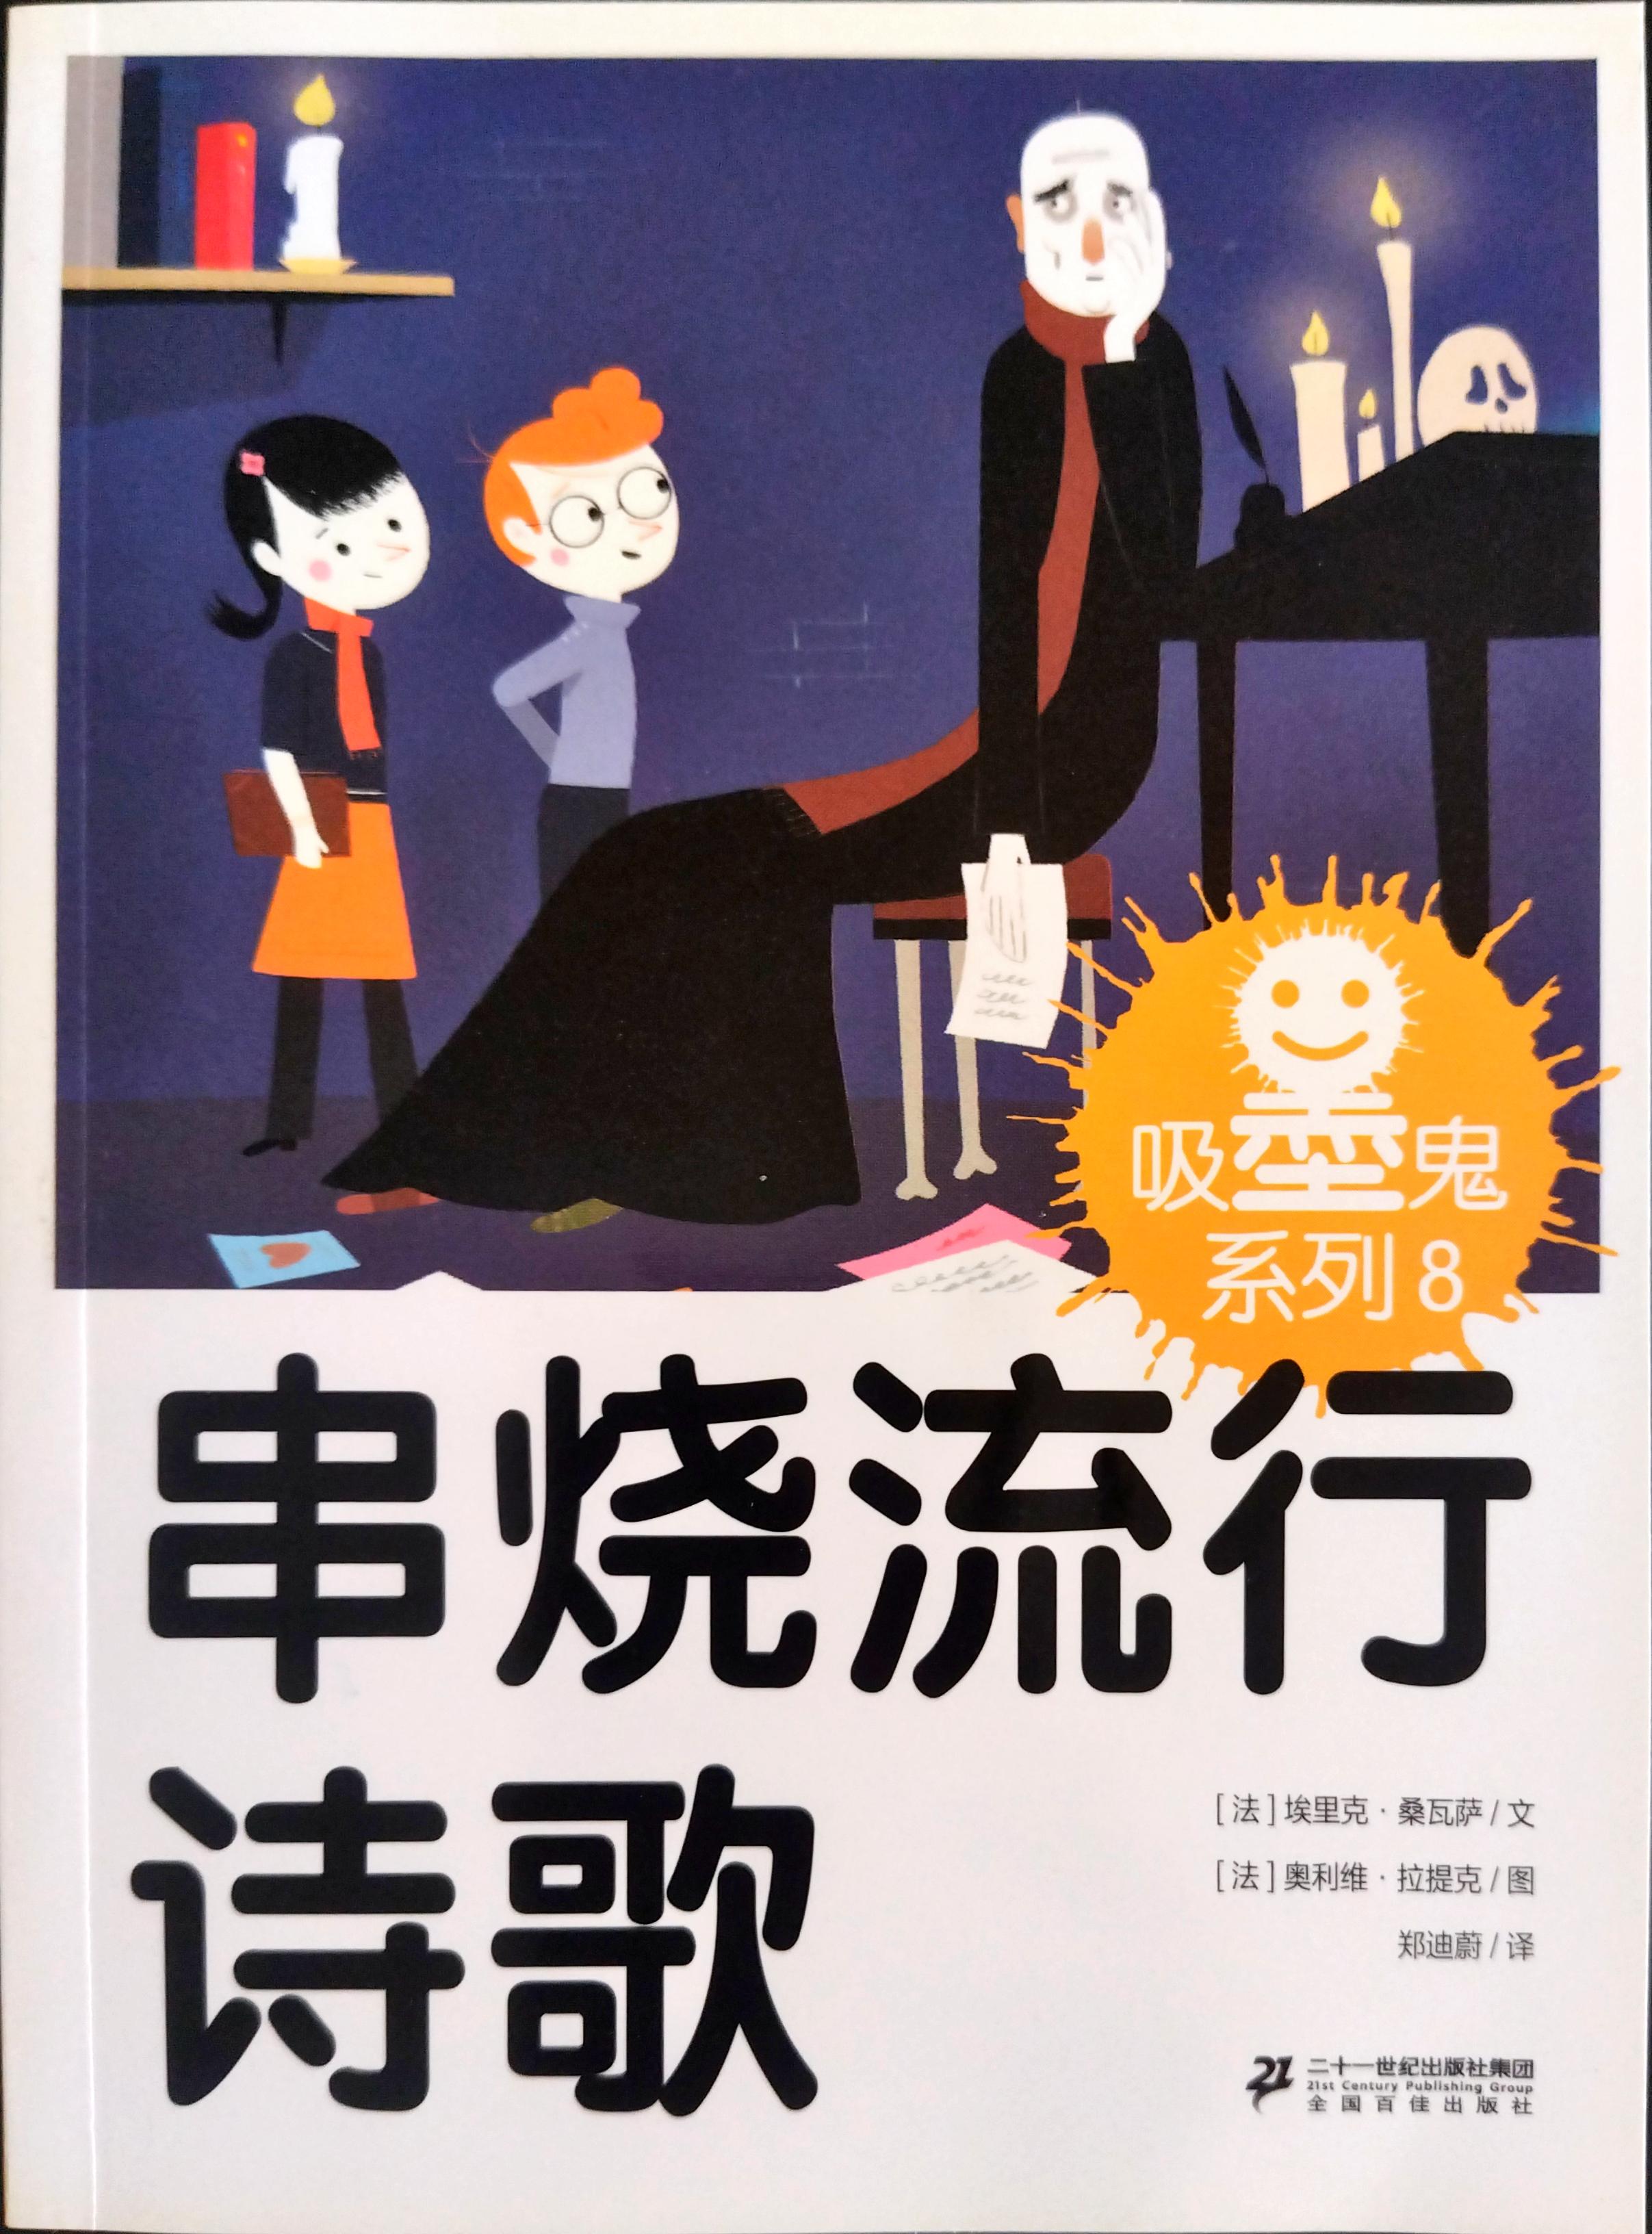 吸墨鬼
系列8
串烧流行
诗歌
[法]埃里克·桑瓦萨/文
[法]奥利维·拉提克/图
郑迪蔚/译
21 二十一世纪出版社集团
21st Century Publishing Group
全国百佳出版社